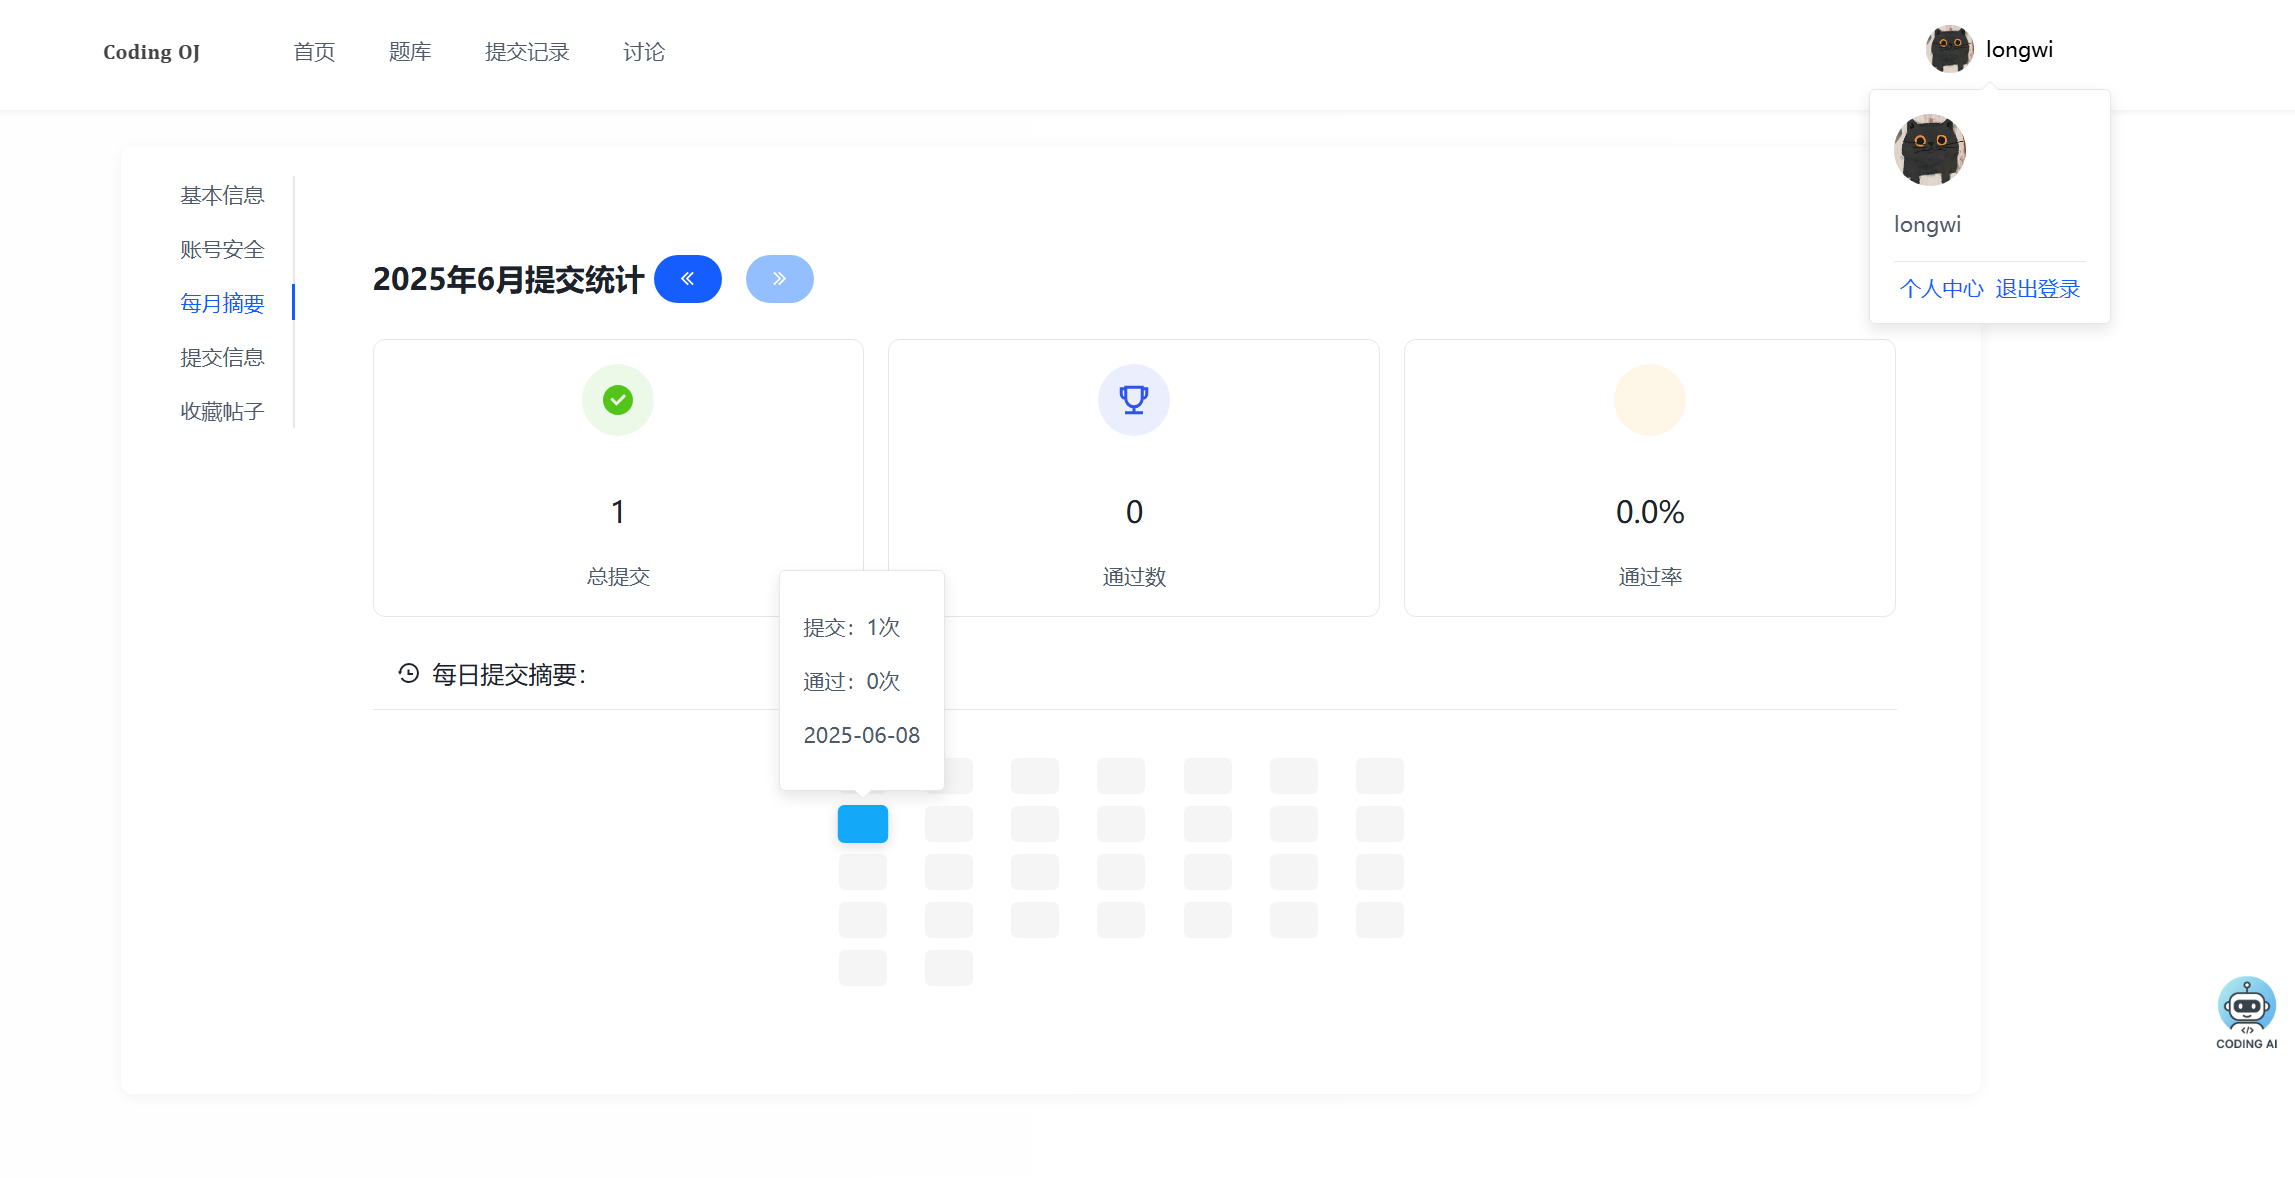 Coding OJ
首页
题库
提交记录
讨论
longwi
longwi
个人中心 退出登录
基本信息
账号安全
每月摘要
提交信息
收藏帖子
2025年6月提交统计
1
总提交
0
通过数
0.0%
通过率
每日提交摘要：
提交：1次
通过：0次
2025-06-08
</>
CODING AI